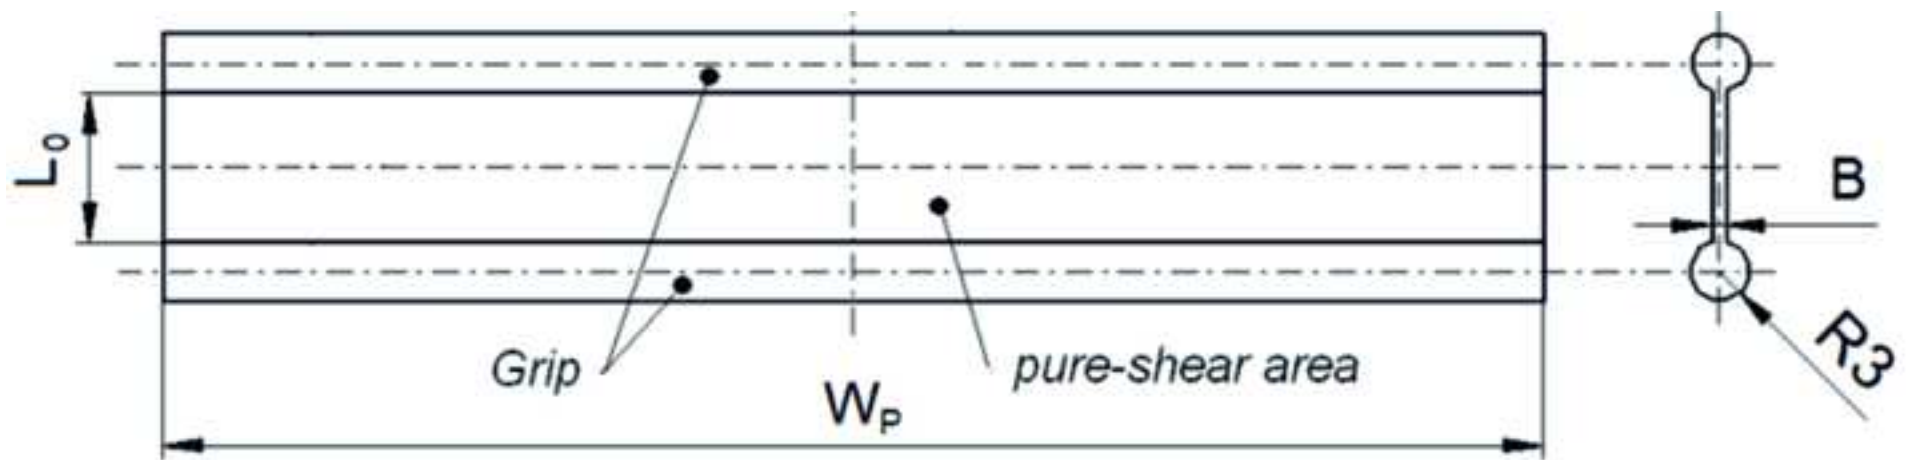 L₀
B
Grip
pure-shear area
R3
Wₚ